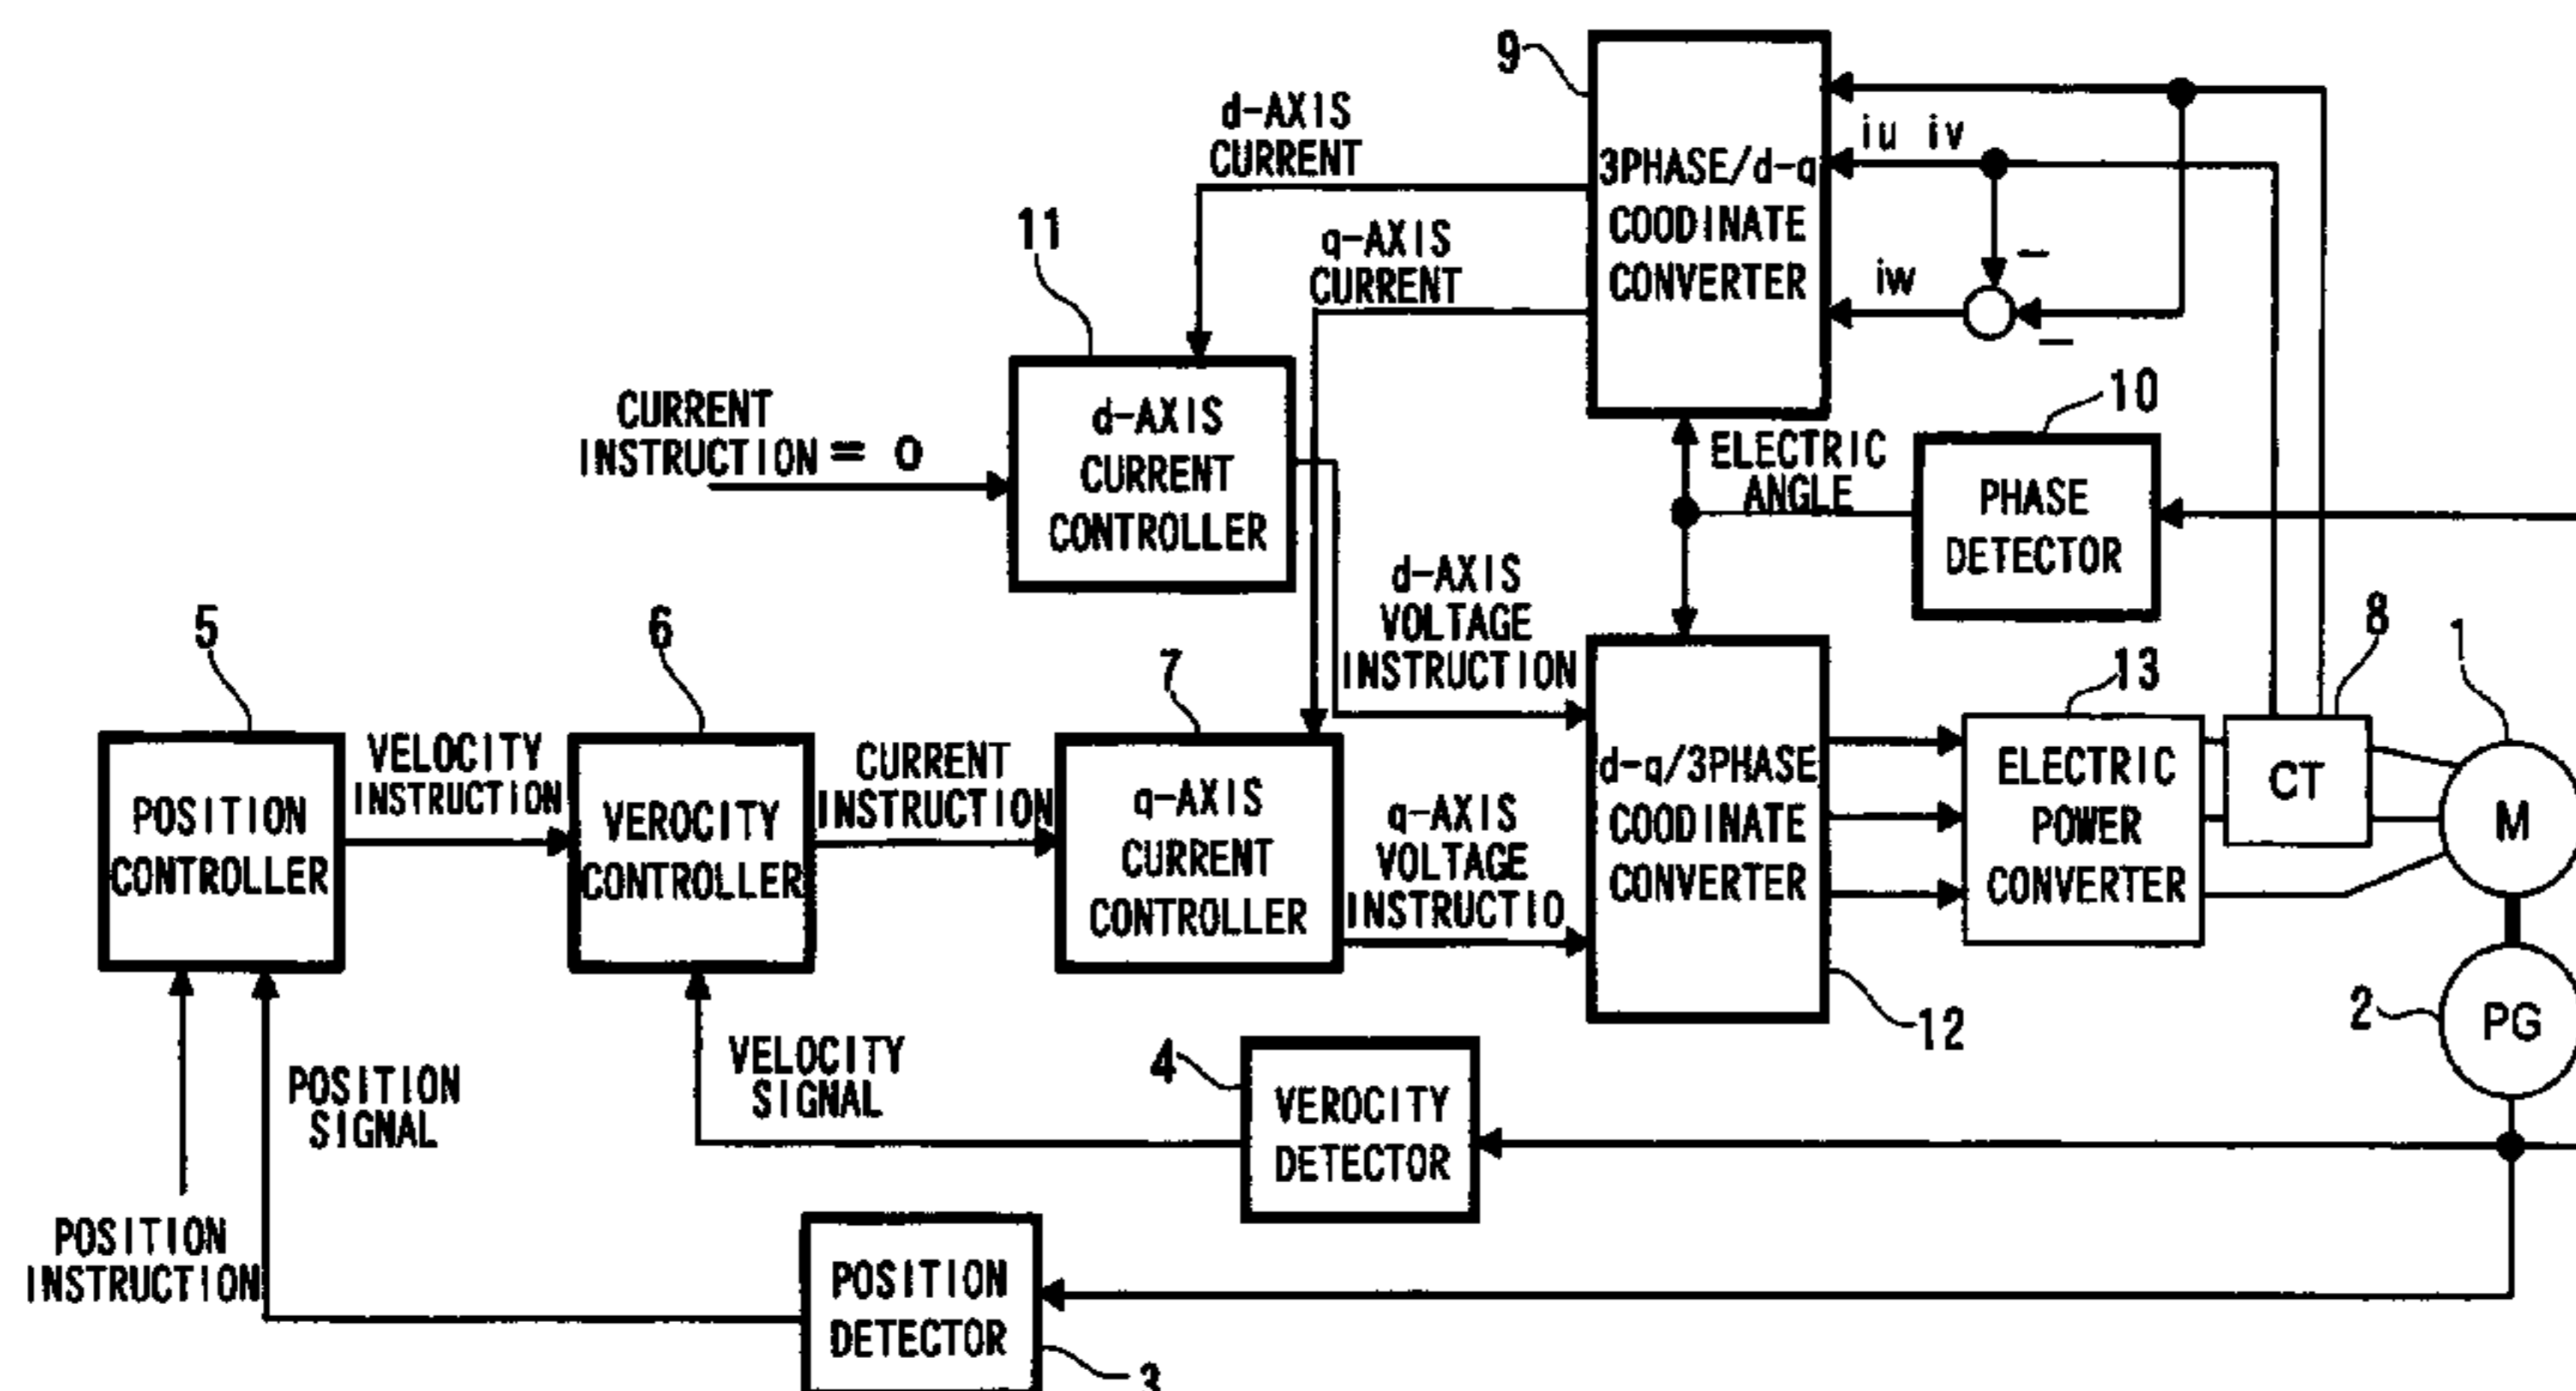 9
d-AXIS
CURRENT
iu iv
3PHASE/d-q
COODINATE
CONVERTER
11
q-AXIS
CURRENT
iw
−
−
10
CURRENT
INSTRUCTION = 0
d-AXIS
CURRENT
CONTROLLER
ELECTRIC
ANGLE
PHASE
DETECTOR
d-AXIS
VOLTAGE
INSTRUCTION
5
6
7
13
8
1
POSITION
CONTROLLER
VELOCITY
INSTRUCTION
VEROCITY
CONTROLLER
CURRENT
INSTRUCTION
q-AXIS
CURRENT
CONTROLLER
q-AXIS
VOLTAGE
INSTRUCTIO
d-q/3PHASE
COODINATE
CONVERTER
ELECTRIC
POWER
CONVERTER
CT
M
12
2
PG
POSITION
SIGNAL
VELOCITY
SIGNAL
4
VEROCITY
DETECTOR
POSITION
INSTRUCTION
POSITION
DETECTOR
3